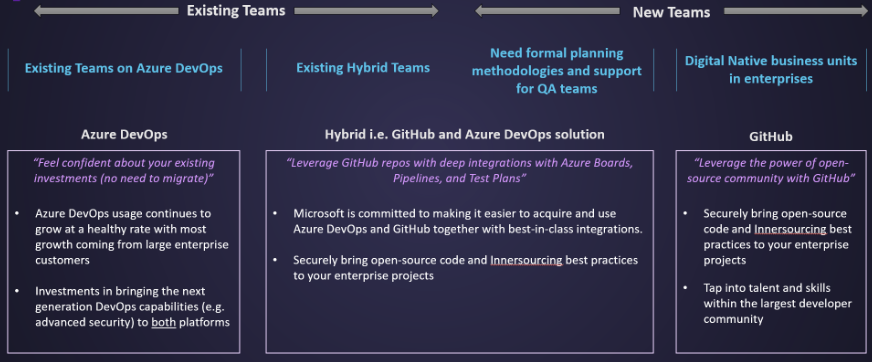 Existing Teams
New Teams
Existing Teams on Azure DevOps
Existing Hybrid Teams
Need formal planning
methodologies and support
for QA teams
Digital Native business units
in enterprises
Azure DevOps
“Feel confident about your existing
investments (no need to migrate)”
• Azure DevOps usage continues to
grow at a healthy rate with most
growth coming from large enterprise
customers
• Investments in bringing the next
generation DevOps capabilities (e.g.
advanced security) to both platforms
Hybrid i.e. GitHub and Azure DevOps solution
“Leverage GitHub repos with deep integrations with Azure Boards,
Pipelines, and Test Plans”
• Microsoft is committed to making it easier to acquire and use
Azure DevOps and GitHub together with best-in-class integrations.
• Securely bring open-source code and Innersourcing best practices
to your enterprise projects
GitHub
“Leverage the power of open-
source community with GitHub”
• Securely bring open-source
code and Innersourcing best
practices to your enterprise
projects
• Tap into talent and skills
within the largest developer
community